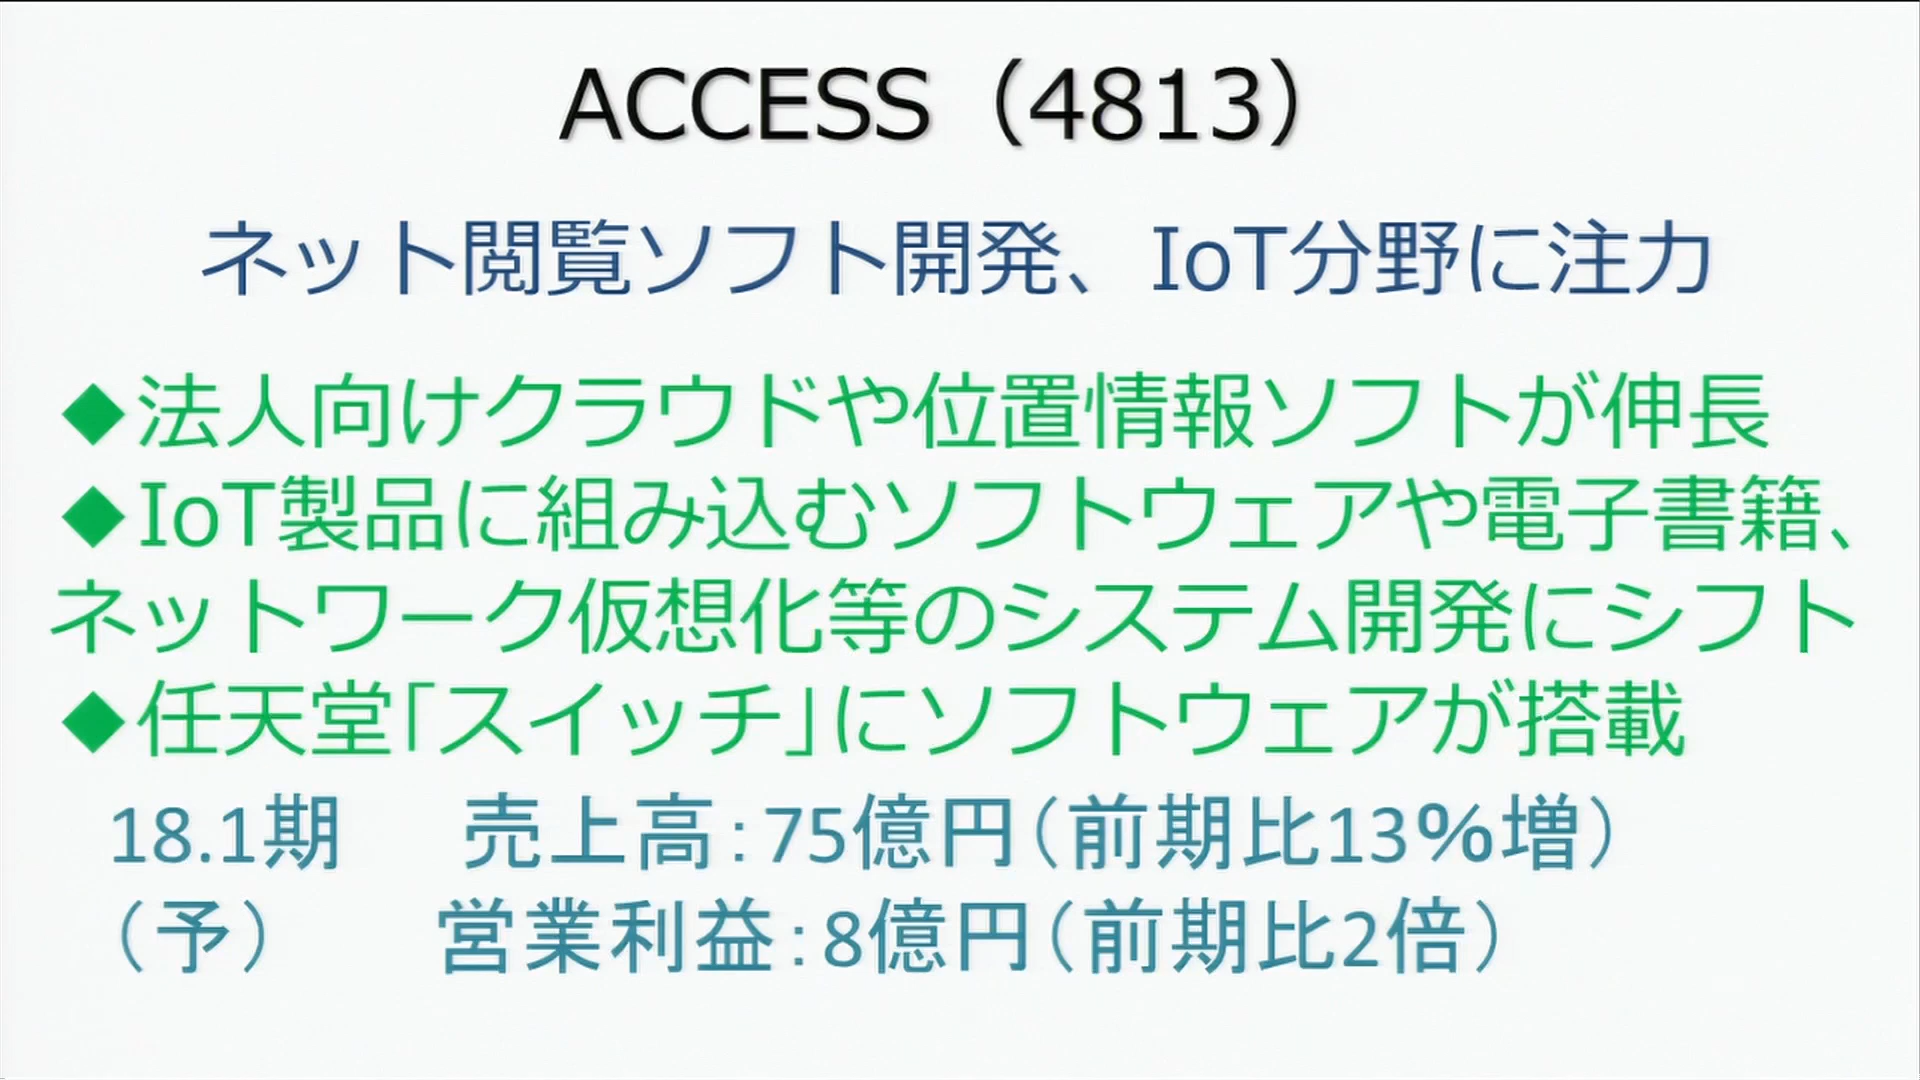 ACCESS（4813）
ネット閲覧ソフト開発、IoT分野に注力
◆法人向けクラウドや位置情報ソフトが伸長
◆IoT製品に組み込むソフトウェアや電子書籍、
ネットワーク仮想化等のシステム開発にシフト
◆任天堂｢スイッチ｣にソフトウェアが搭載
18.1期　売上高：75億円（前期比13％増）
（予）　営業利益：8億円（前期比2倍）